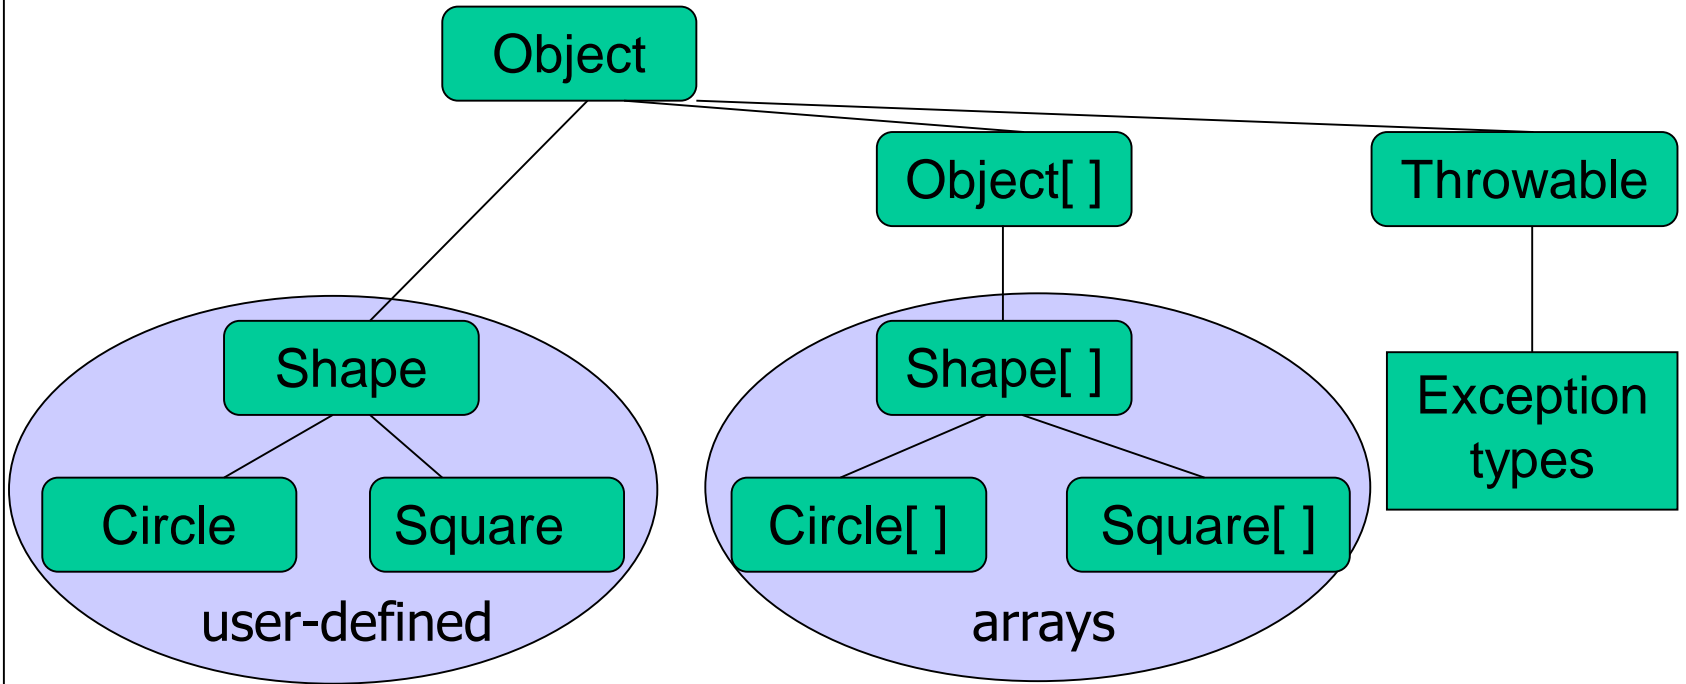 Object
Object[ ]
Throwable
Shape
Shape[ ]
Exception
types
Circle
Square
Circle[ ]
Square[ ]
user-defined
arrays